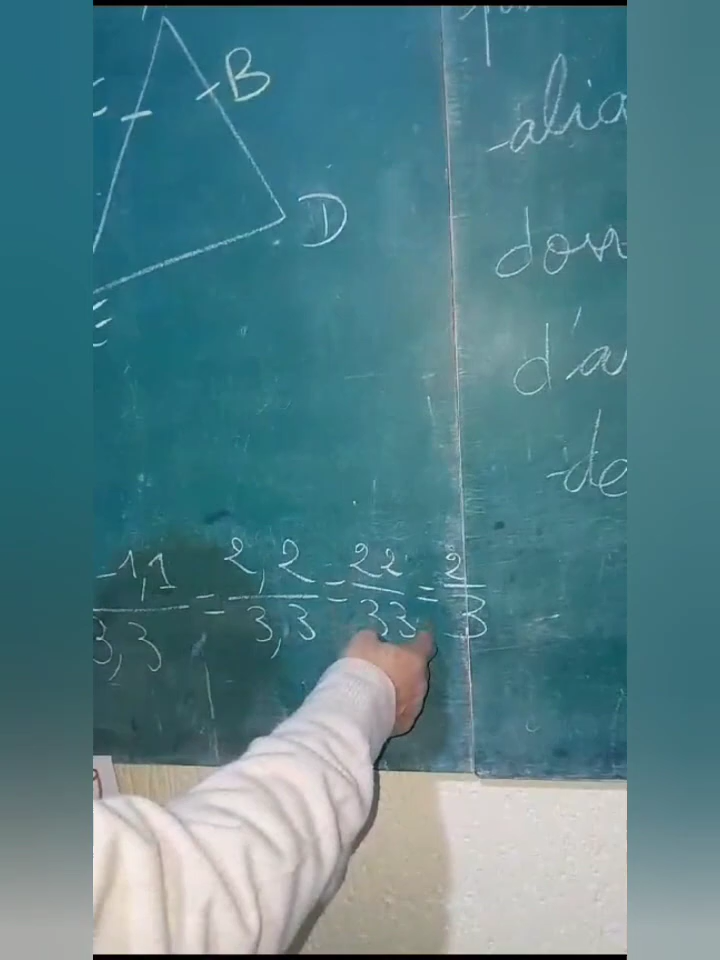 B
D
E
-alia
don
d'a
-de
-1,1/3,3 = 2,2/3,3 = 22/33 = 2/3